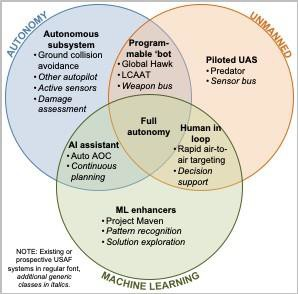 AUTONOMY
UNMANNED
Autonomous
subsystem
• Ground collision
avoidance
• Other autopilot
• Active sensors
• Damage
assessment
Program-
mable ‘bot
• Global Hawk
• LCAAT
• Weapon bus
Piloted UAS
• Predator
• Sensor bus
Full
autonomy
AI assistant
• Auto AOC
• Continuous
planning
Human in
loop
• Rapid air-to-
air targeting
• Decision
support
ML enhancers
• Project Maven
• Pattern recognition
• Solution exploration
NOTE: Existing or
prospective USAF
systems in regular font,
additional generic
classes in italics.
MACHINE LEARNING